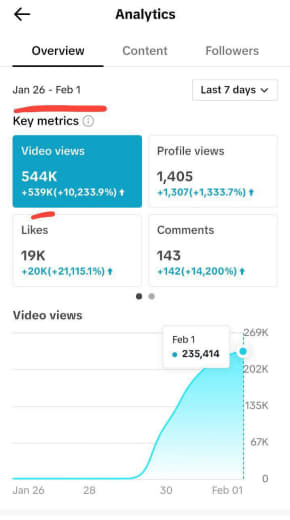 Analytics
Overview Content Followers
Jan 26 - Feb 1 Last 7 days
Key metrics
Video views
544K
+539K(+10,233.9%)
Profile views
1,405
+1,307(+1,333.7%)
Likes
19K
+20K(+21,115.1%)
Comments
143
+142(+14,200%)
Video views
269K
Feb 1
235,414
202K
135K
67K
0
Jan 26 28 30 Feb 01